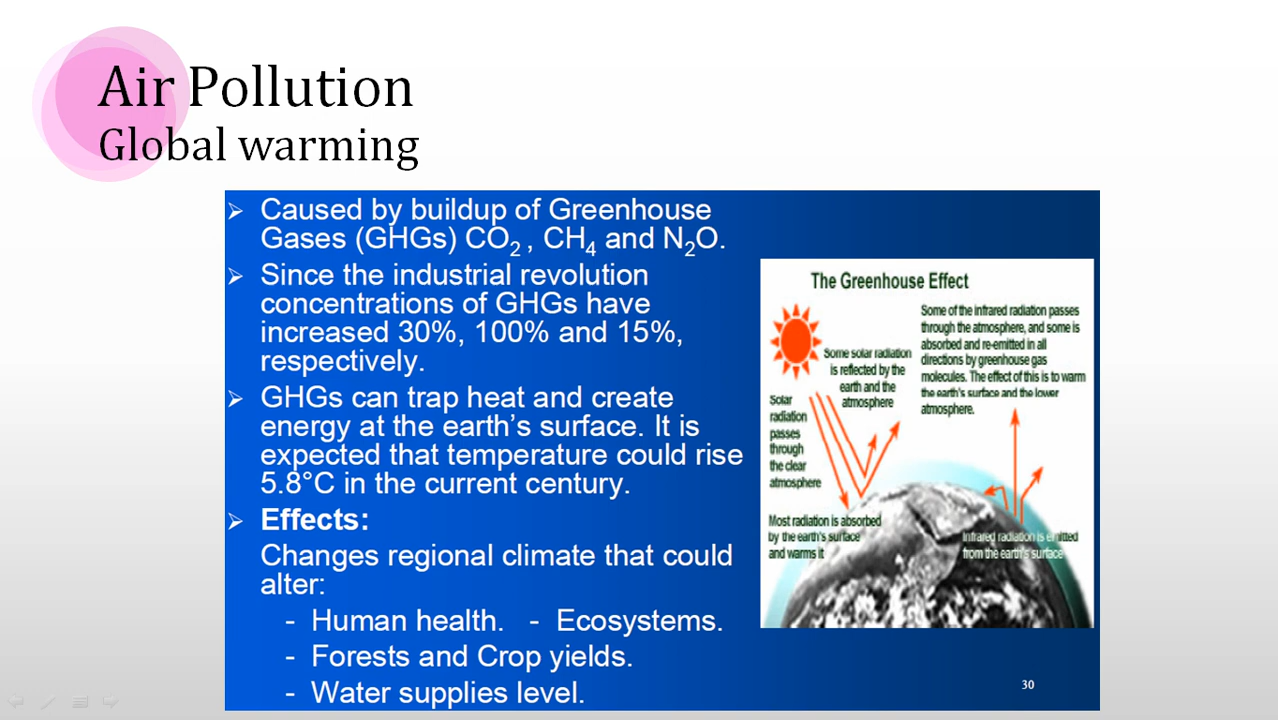 Air Pollution
Global warming
➢ Caused by buildup of Greenhouse
Gases (GHGs) CO₂ , CH₄ and N₂O.
➢ Since the industrial revolution
concentrations of GHGs have
increased 30%, 100% and 15%,
respectively.
➢ GHGs can trap heat and create
energy at the earth's surface. It is
expected that temperature could rise
5.8°C in the current century.
➢ Effects:
Changes regional climate that could
alter:
- Human health. - Ecosystems.
- Forests and Crop yields.
- Water supplies level.
The Greenhouse Effect
Some solar radiation
is reflected by the
earth and the
atmosphere
Some of the infrared radiation passes
through the atmosphere, and some is
absorbed and re-emitted in all
directions by greenhouse gas
molecules. The effect of this is to warm
the earth's surface and the lower
atmosphere.
Solar
radiation
passes
through
the clear
atmosphere
Most radiation is absorbed
by the earth's surface
and warms it
Infrared radiation is emitted
from the earth's surface
30